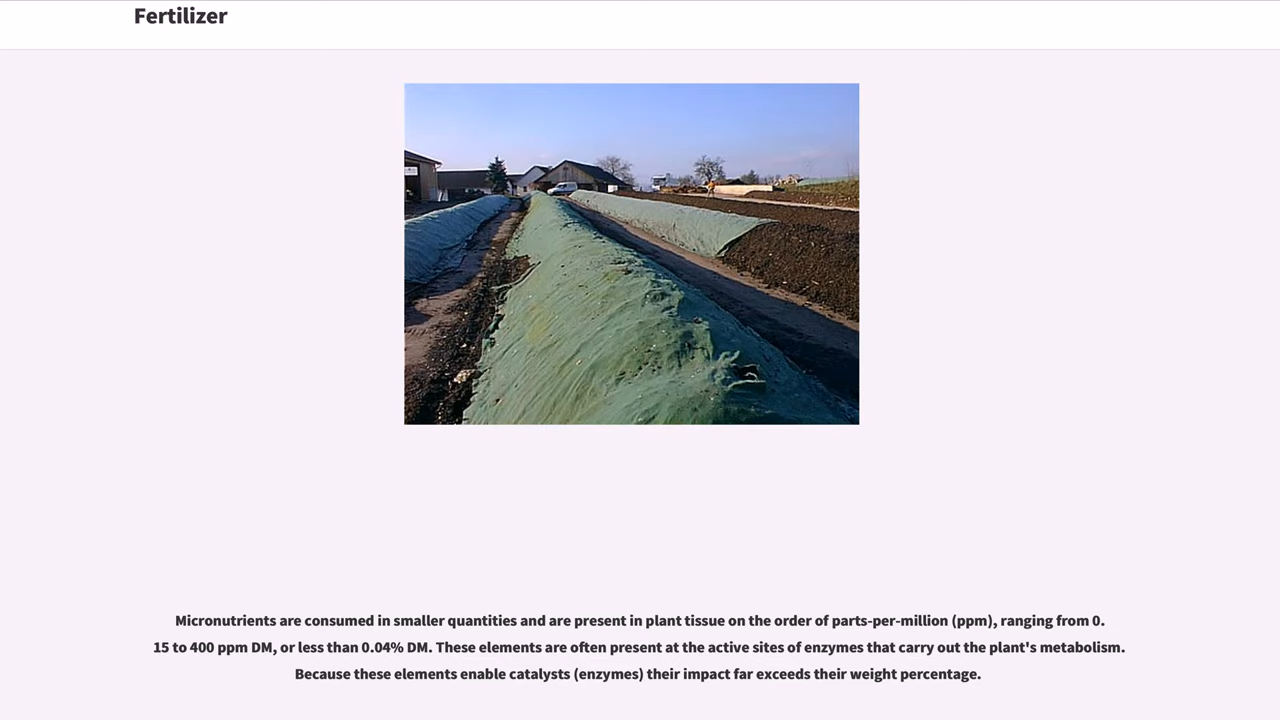 Fertilizer
Micronutrients are consumed in smaller quantities and are present in plant tissue on the order of parts-per-million (ppm), ranging from 0.
15 to 400 ppm DM, or less than 0.04% DM. These elements are often present at the active sites of enzymes that carry out the plant's metabolism.
Because these elements enable catalysts (enzymes) their impact far exceeds their weight percentage.